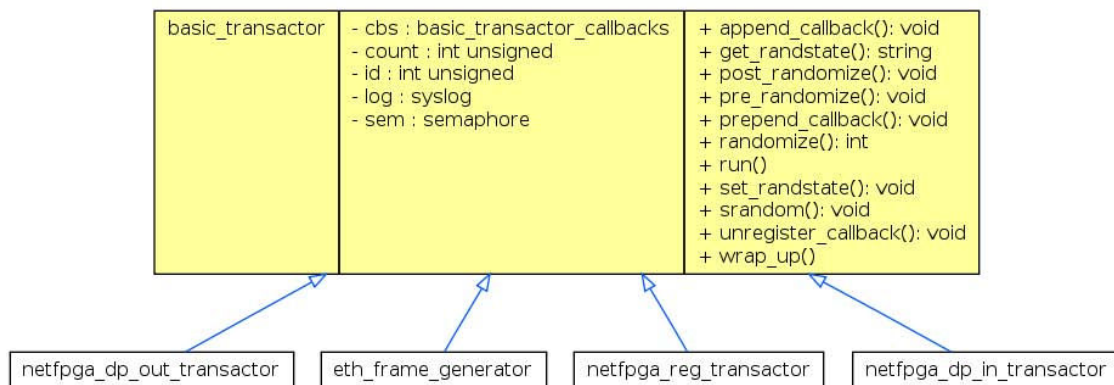 basic_transactor
- cbs : basic_transactor_callbacks
- count : int unsigned
- id : int unsigned
- log : syslog
- sem : semaphore
+ append_callback(): void
+ get_randstate(): string
+ post_randomize(): void
+ pre_randomize(): void
+ prepend_callback(): void
+ randomize(): int
+ run()
+ set_randstate(): void
+ srandom(): void
+ unregister_callback(): void
+ wrap_up()
netfpga_dp_out_transactor
eth_frame_generator
netfpga_reg_transactor
netfpga_dp_in_transactor